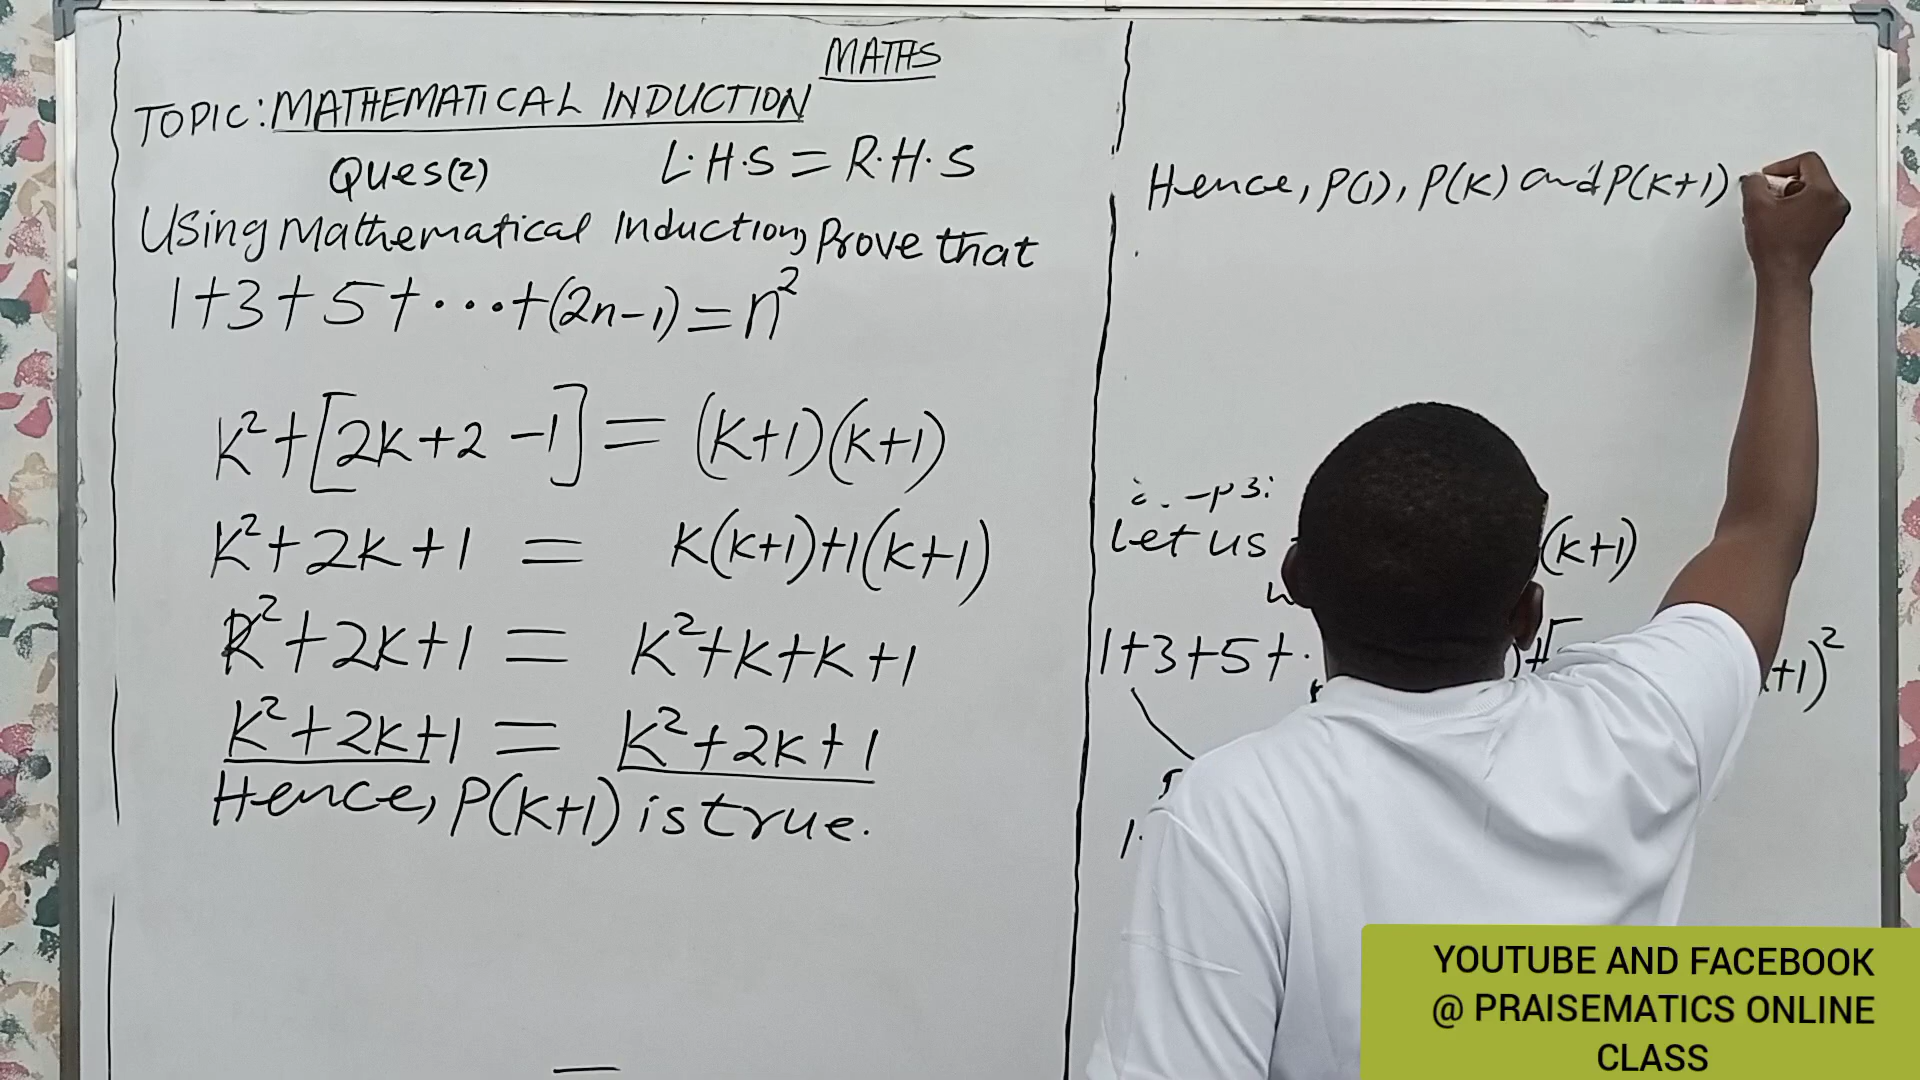 MATHS
TOPIC: MATHEMATICAL INDUCTION
Ques(2) L.H.S = R.H.S
Using Mathematical Induction, Prove that
1+3+5+...+(2n-1)=n²
K²+[2K+2-1] = (K+1)(K+1)
K²+2K+1 = K(K+1)+1(K+1)
K²+2K+1 = K²+K+K+1
K²+2K+1 = K²+2K+1
Hence, P(K+1) is true.
Hence, P(1), P(K) and P(K+1)
Let us (K+1)
1+3+5+. +1)²
YOUTUBE AND FACEBOOK
@ PRAISEMATICS ONLINE
CLASS